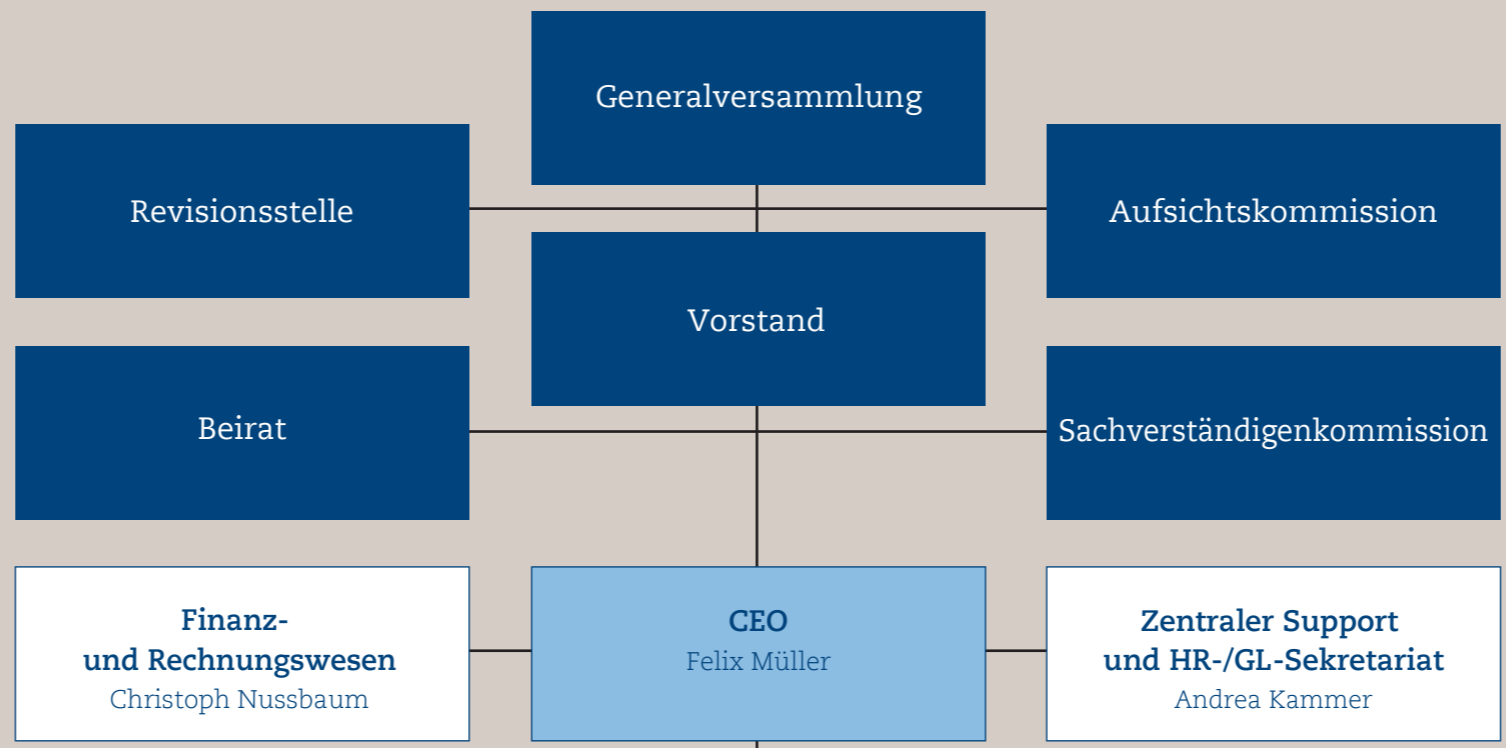 Generalversammlung
Revisionsstelle
Aufsichtskommission
Vorstand
Beirat
Sachverständigenkommission
Finanz-
und Rechnungswesen
Christoph Nussbaum
CEO
Felix Müller
Zentraler Support
und HR-/GL-Sekretariat
Andrea Kammer